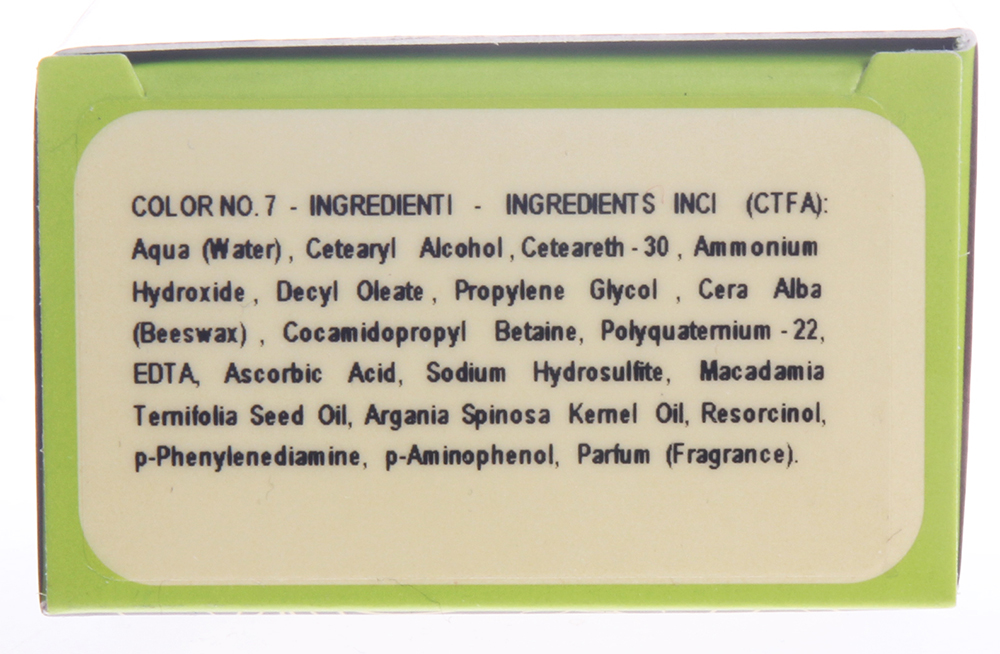 COLOR NO. 7 - INGREDIENTI - INGREDIENTS INCI (CTFA):
Aqua (Water), Cetearyl Alcohol, Ceteareth - 30, Ammonium
Hydroxide, Decyl Oleate, Propylene Glycol, Cera Alba
(Beeswax), Cocamidopropyl Betaine, Polyquaternium - 22,
EDTA, Ascorbic Acid, Sodium Hydrosulfite, Macadamia
Ternifolia Seed Oil, Argania Spinosa Kernel Oil, Resorcinol,
p-Phenylenediamine, p-Aminophenol, Parfum (Fragrance).